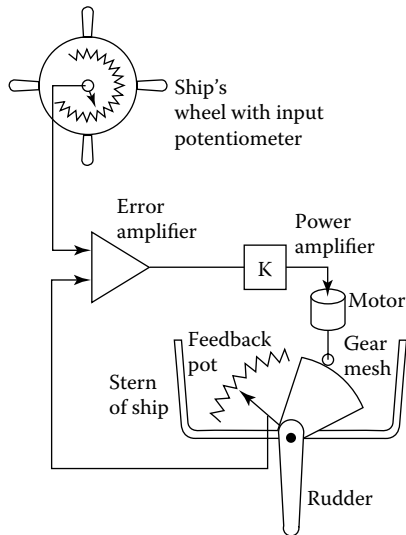 Ship's
wheel with input
potentiometer
Error
amplifier
Power
amplifier
K
Motor
Feedback
pot
Gear
mesh
Stern
of ship
Rudder